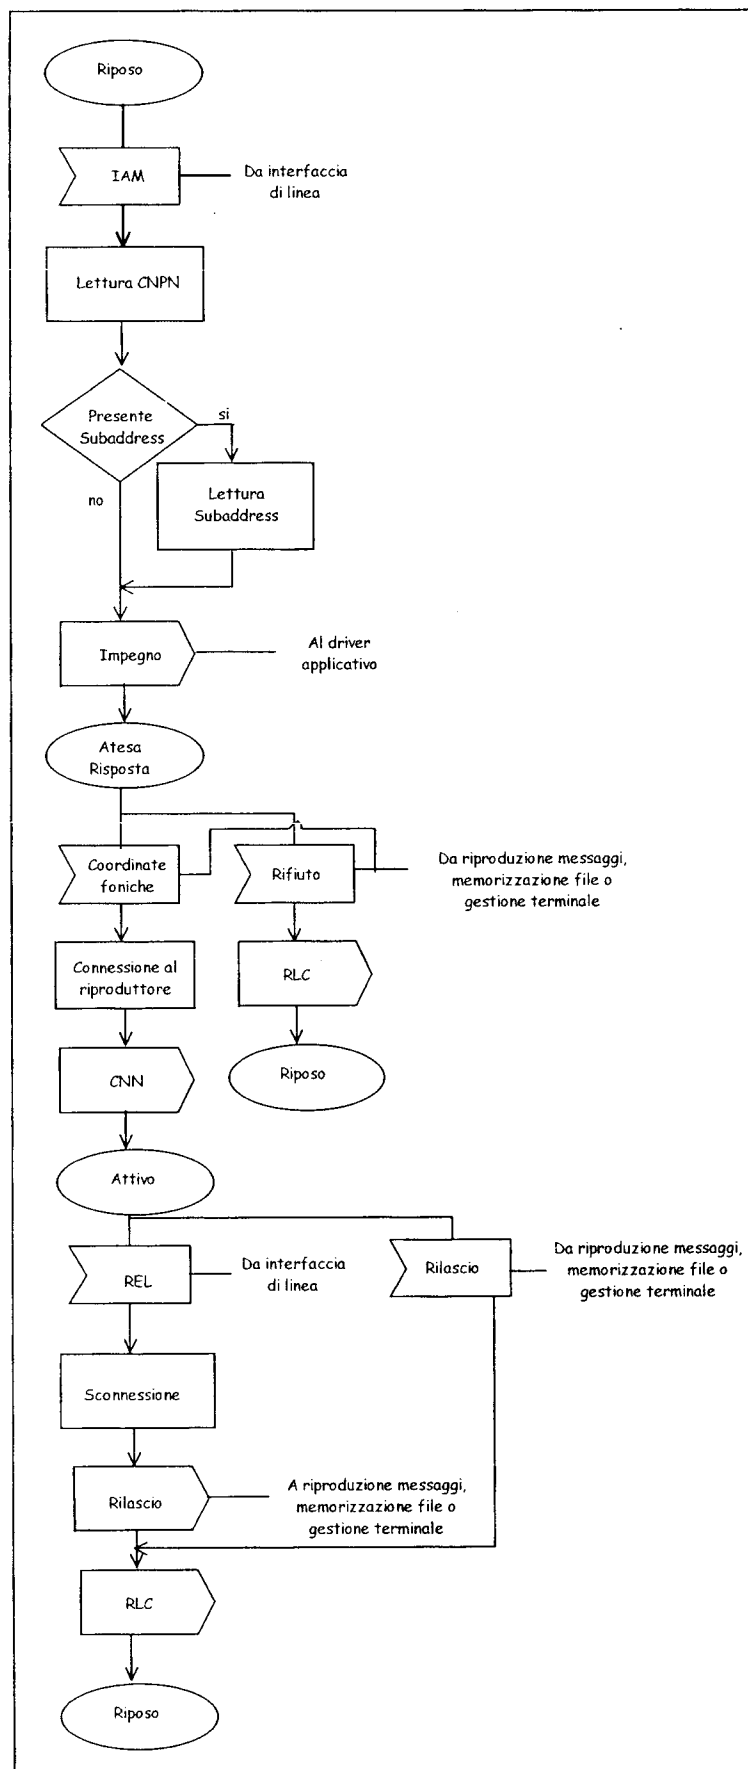 Riposo
IAM
Da interfaccia
di linea
Lettura CNPN
Presente
Subaddress
si
no
Lettura
Subaddress
Impegno
Al driver
applicativo
Atesa
Risposta
Coordinate
foniche
Rifiuto
Da riproduzione messaggi,
memorizzazione file o
gestione terminale
Connessione al
riproduttore
RLC
CNN
Riposo
Attivo
REL
Da interfaccia
di linea
Rilascio
Da riproduzione messaggi,
memorizzazione file o
gestione terminale
Sconnessione
Rilascio
A riproduzione messaggi,
memorizzazione file o
gestione terminale
RLC
Riposo